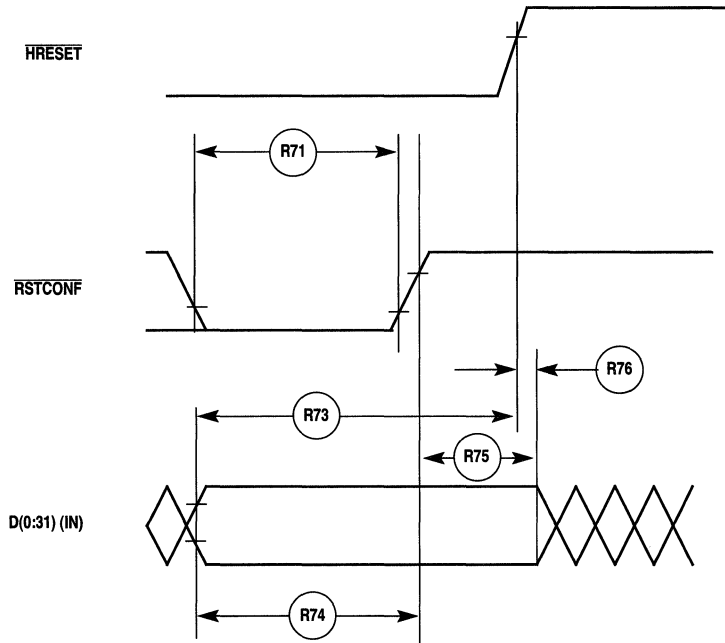 HRESET
R71
RSTCONF
R76
R73
R75
D(0:31) (IN)
R74